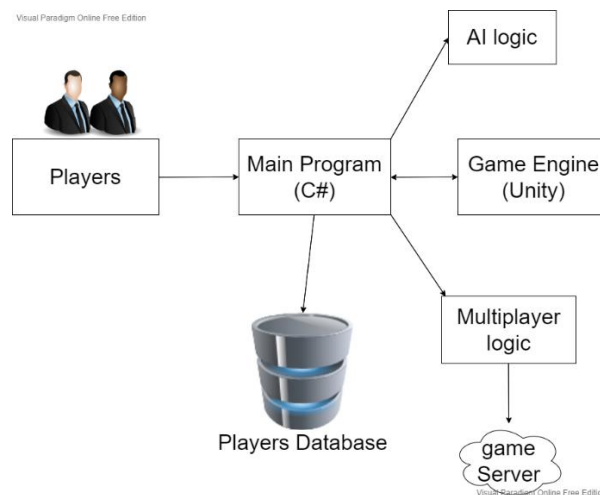 Visual Paradigm Online Free Edition
AI logic
Players
Main Program
(C#)
Game Engine
(Unity)
Multiplayer
logic
Players Database
game
Server
Visual Paradigm Online Free Edition